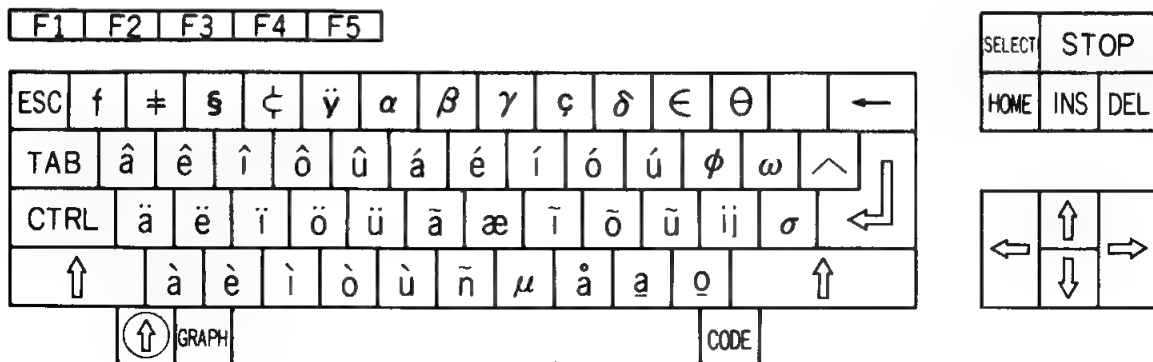 F1 F2 F3 F4 F5
SELECT STOP
ESC f ǂ § ₵ ÿ α β γ ç δ ∈ θ ←
HOME INS DEL
TAB â ê î ô û á é í ó ú ϕ ω ︿
CTRL ä ë ï ö ü ã æ ĩ õ ũ ij σ
⇧ à è ì ò ù ñ μ å a̲ o̲ ⇧
⇦ ⇧ ⇨
⇩
⇧ GRAPH CODE